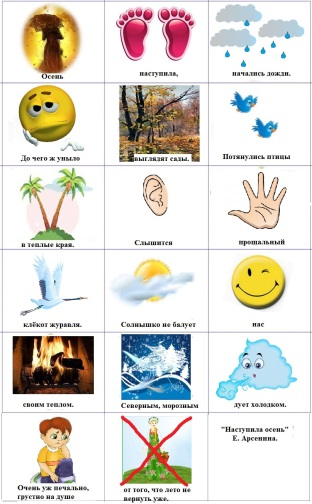 Осень
наступила,
начались дожди.
До чего ж уныло
выглядят сады.
Потянулись птицы
в теплые края.
Слышится
прощальный
клёкот журавля.
Солнышко не балует
нас
своим теплом.
Северным, морозным
дует холодком.
Очень уж печально,
грустно на душе
от того, что лето не
вернуть уже.
"Наступила осень"
Е. Арсенина.